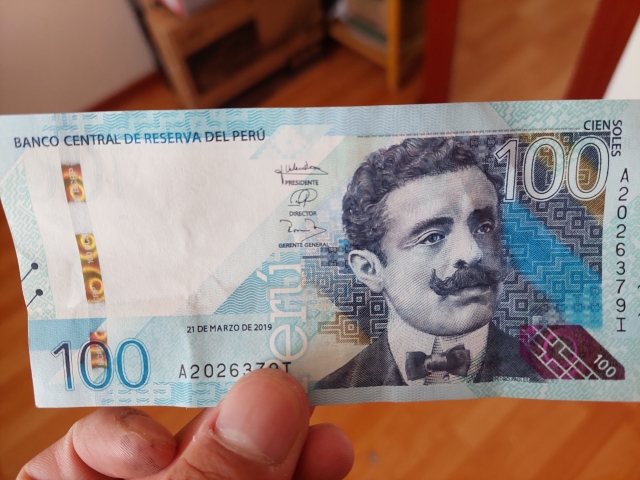 BANCO CENTRAL DE RESERVA DEL PERÚ
CIEN
SOLES
100
PRESIDENTE
DIRECTOR
GERENTE GENERAL
A2026379I
Perú
21 DE MARZO DE 2019
100
A2026379I
100